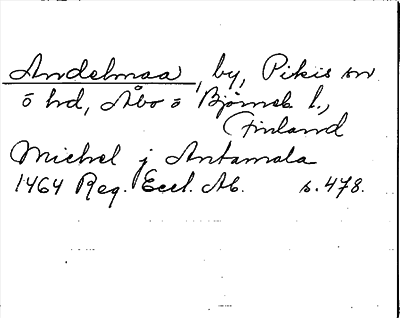 Andelmaa, by, Pikis sn
o hd, Åbo o Björneb l.,
Finland
Michel j Antamala
1464 Reg. Eccl. Ab. s. 478.